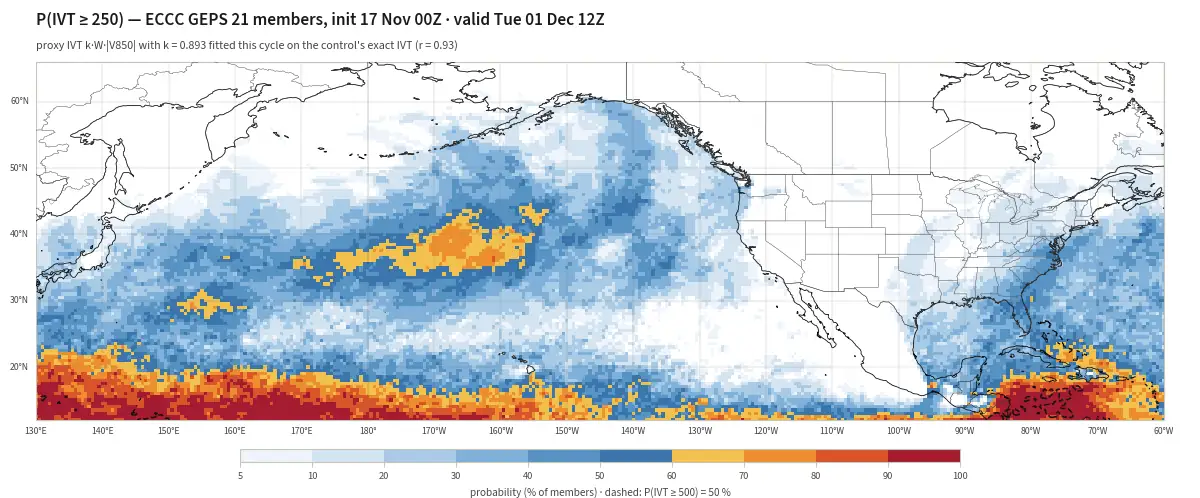 P(IVT ≥ 250) — ECCC GEPS 21 members, init 17 Nov 00Z · valid Tue 01 Dec 12Z
proxy IVT k·W·|V850| with k = 0.893 fitted this cycle on the control's exact IVT (r = 0.93)
60°N
50°N
40°N
30°N
20°N
130°E 140°E 150°E 160°E 170°E 180° 170°W 160°W 150°W 140°W 130°W 120°W 110°W 100°W 90°W 80°W 70°W 60°W
5 10 20 30 40 50 60 70 80 90 100
probability (% of members) · dashed: P(IVT ≥ 500) = 50 %